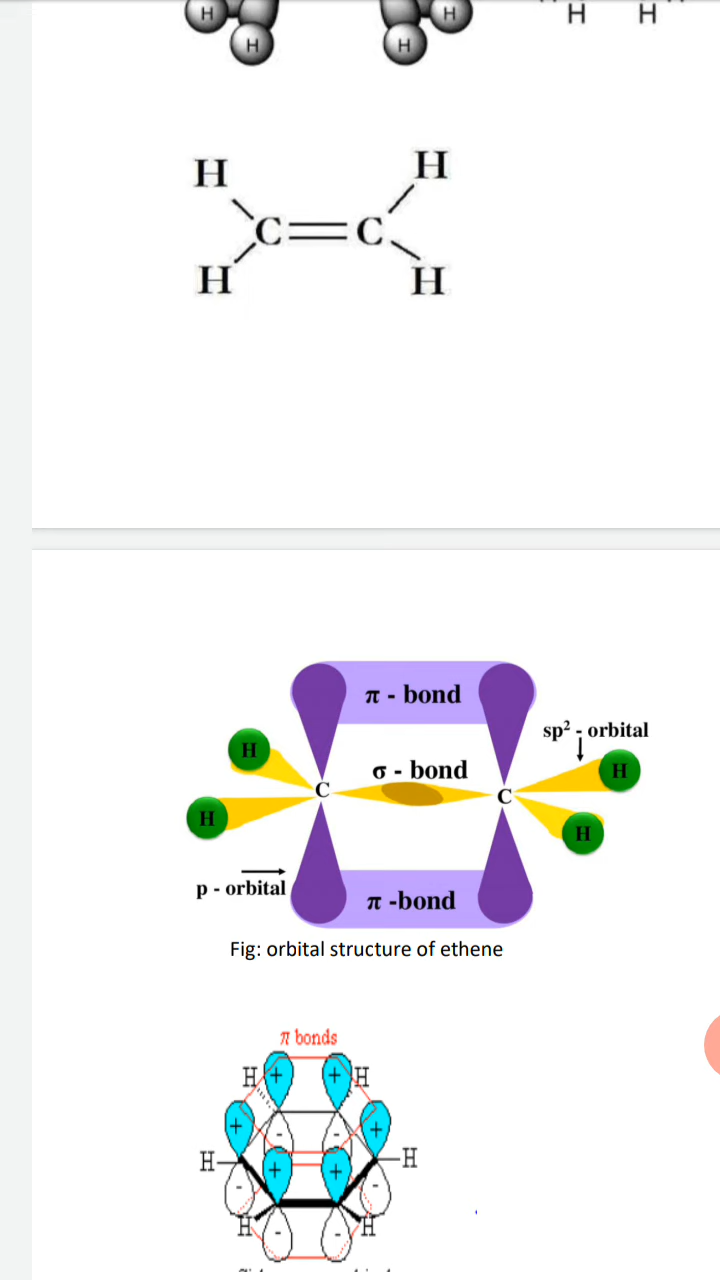 H H H H
H H
H H
C C
H H
π - bond
sp² - orbital
H
σ - bond
H
C C
H
H
p - orbital
π -bond
Fig: orbital structure of ethene
π bonds
H + + H
+ +
- -
H + + H
- -
H - - H